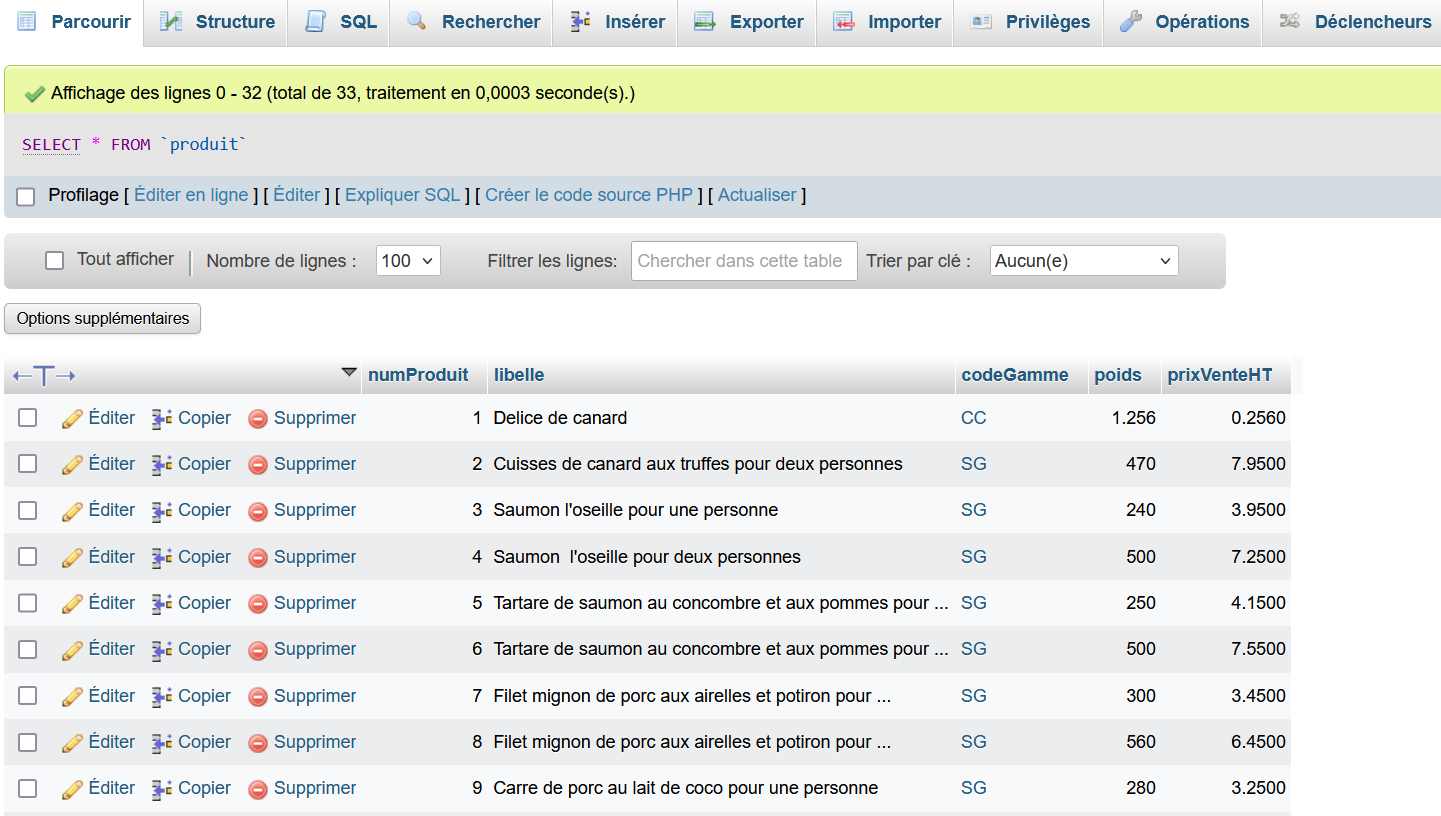 Parcourir Structure SQL Rechercher Insérer Exporter Importer Privilèges Opérations Déclencheurs
Affichage des lignes 0 - 32 (total de 33, traitement en 0,0003 seconde(s).)
SELECT * FROM `produit`
Profilage [ Éditer en ligne ] [ Éditer ] [ Expliquer SQL ] [ Créer le code source PHP ] [ Actualiser ]
Tout afficher | Nombre de lignes : 100 Filtrer les lignes: Chercher dans cette table Trier par clé : Aucun(e)
Options supplémentaires
←T→ numProduit libelle codeGamme poids prixVenteHT
Éditer Copier Supprimer 1 Delice de canard CC 1.256 0.2560
Éditer Copier Supprimer 2 Cuisses de canard aux truffes pour deux personnes SG 470 7.9500
Éditer Copier Supprimer 3 Saumon l'oseille pour une personne SG 240 3.9500
Éditer Copier Supprimer 4 Saumon  l'oseille pour deux personnes SG 500 7.2500
Éditer Copier Supprimer 5 Tartare de saumon au concombre et aux pommes pour ... SG 250 4.1500
Éditer Copier Supprimer 6 Tartare de saumon au concombre et aux pommes pour ... SG 500 7.5500
Éditer Copier Supprimer 7 Filet mignon de porc aux airelles et potiron pour ... SG 300 3.4500
Éditer Copier Supprimer 8 Filet mignon de porc aux airelles et potiron pour ... SG 560 6.4500
Éditer Copier Supprimer 9 Carre de porc au lait de coco pour une personne SG 280 3.2500